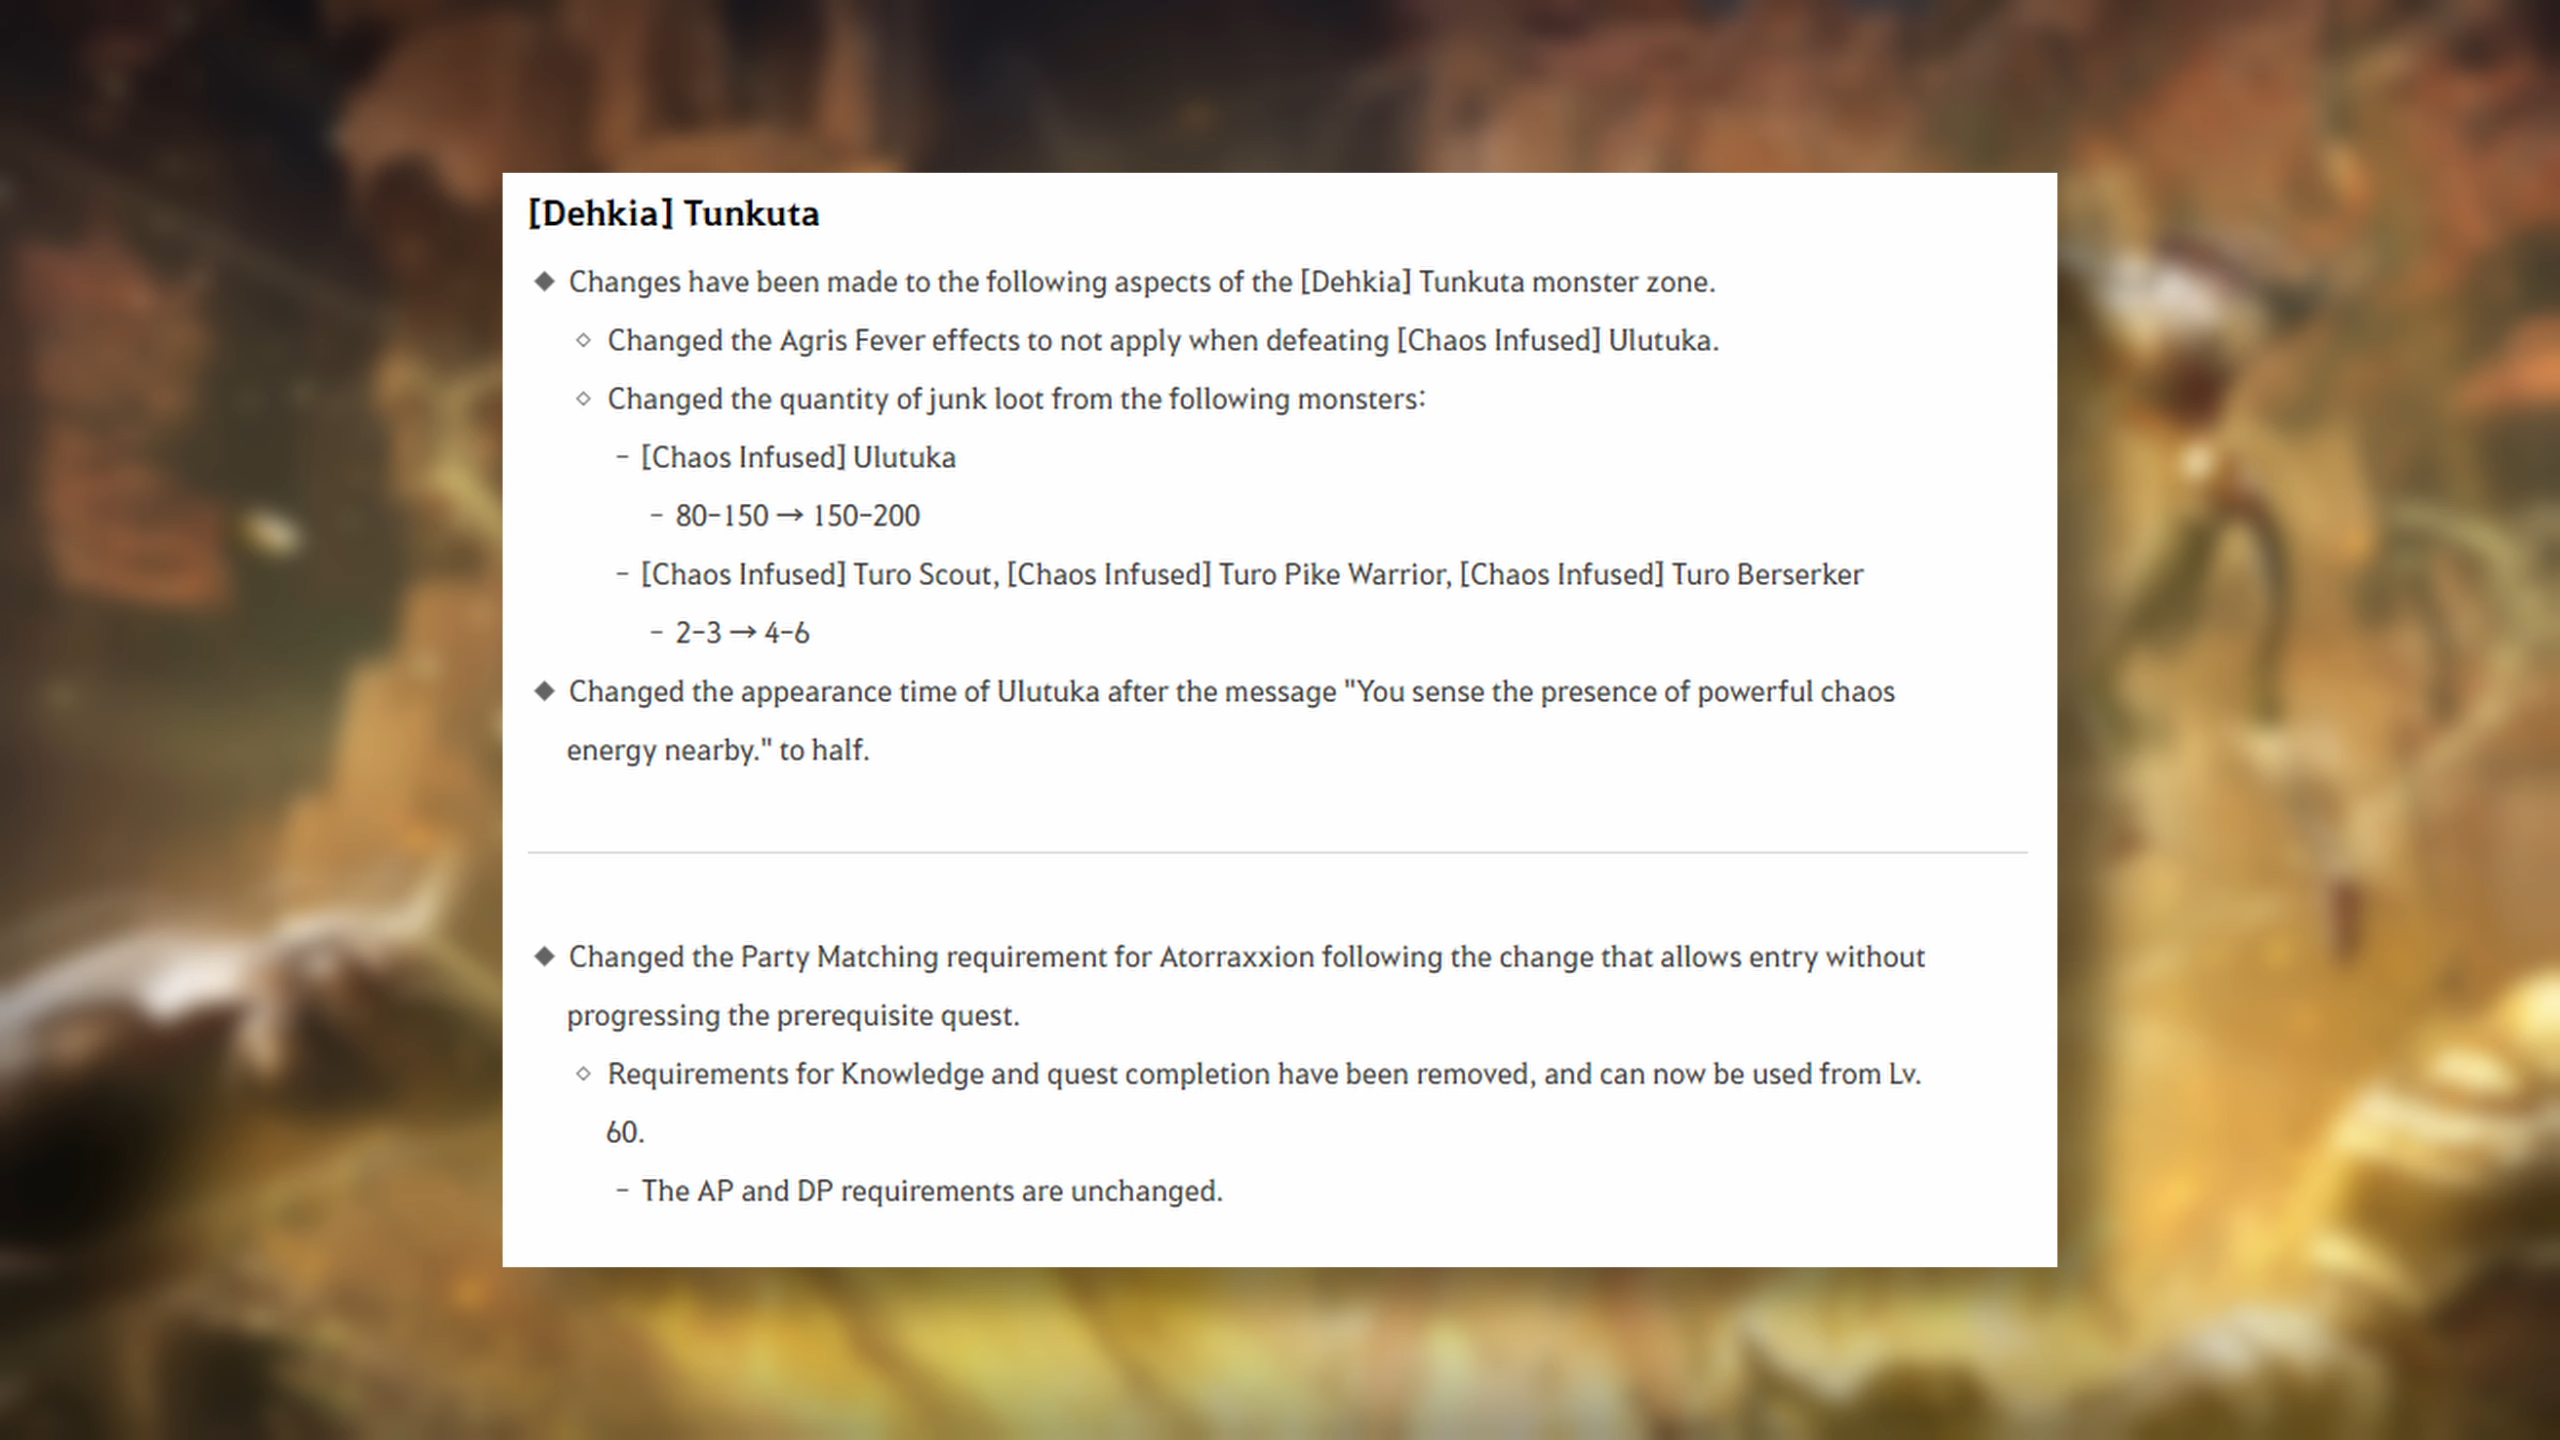 [Dehkia] Tunkuta
◆ Changes have been made to the following aspects of the [Dehkia] Tunkuta monster zone.
◇ Changed the Agris Fever effects to not apply when defeating [Chaos Infused] Ulutuka.
◇ Changed the quantity of junk loot from the following monsters:
- [Chaos Infused] Ulutuka
- 80-150 → 150-200
- [Chaos Infused] Turo Scout, [Chaos Infused] Turo Pike Warrior, [Chaos Infused] Turo Berserker
- 2-3 → 4-6
◆ Changed the appearance time of Ulutuka after the message "You sense the presence of powerful chaos
energy nearby." to half.
◆ Changed the Party Matching requirement for Atorraxxion following the change that allows entry without
progressing the prerequisite quest.
◇ Requirements for Knowledge and quest completion have been removed, and can now be used from Lv.
60.
- The AP and DP requirements are unchanged.